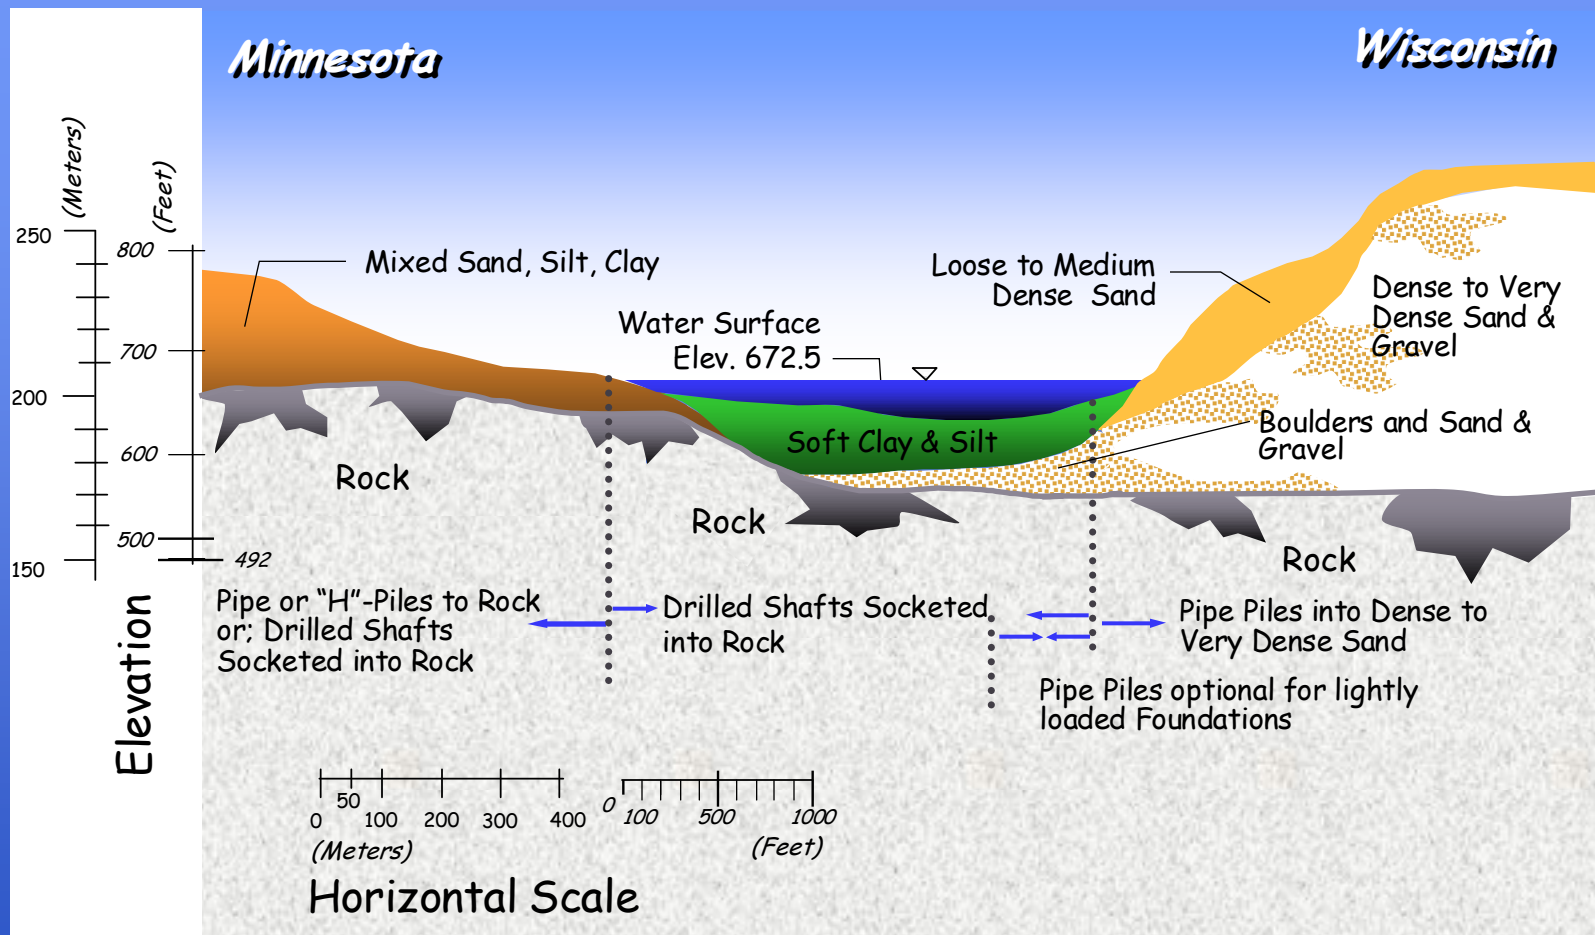 Minnesota
Wisconsin
(Meters)
(Feet)
250
200
150
800
700
600
500
492
Elevation
Mixed Sand, Silt, Clay
Water Surface
Elev. 672.5
Loose to Medium
Dense Sand
Dense to Very
Dense Sand &
Gravel
Boulders and Sand &
Gravel
Soft Clay & Silt
Rock
Rock
Rock
Pipe or “H”-Piles to Rock
or; Drilled Shafts
Socketed into Rock
Drilled Shafts Socketed
into Rock
Pipe Piles into Dense to
Very Dense Sand
Pipe Piles optional for lightly
loaded Foundations
0 50 100 200 300 400
(Meters)
0 100 500 1000
(Feet)
Horizontal Scale